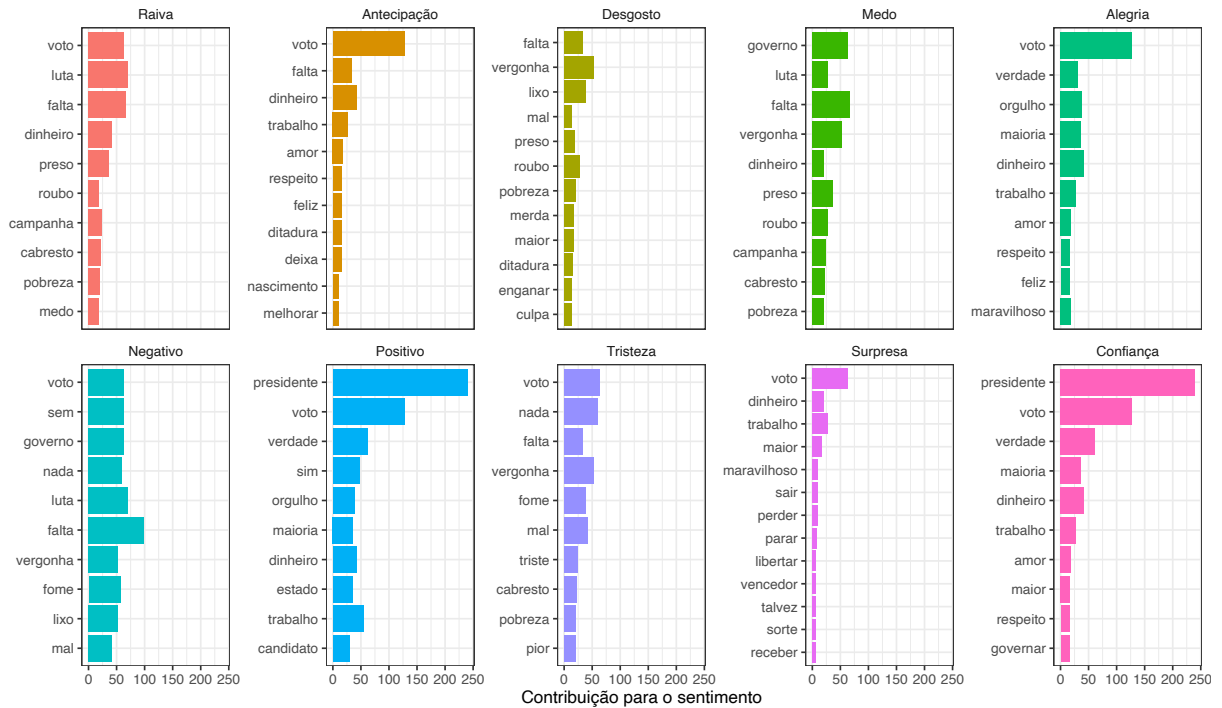 Raiva
voto
luta
falta
dinheiro
preso
roubo
campanha
cabresto
pobreza
medo
Antecipação
voto
falta
dinheiro
trabalho
amor
respeito
feliz
ditadura
deixa
nascimento
melhorar
Desgosto
falta
vergonha
lixo
mal
preso
roubo
pobreza
merda
maior
ditadura
enganar
culpa
Medo
governo
luta
falta
vergonha
dinheiro
preso
roubo
campanha
cabresto
pobreza
Alegria
voto
verdade
orgulho
maioria
dinheiro
trabalho
amor
respeito
feliz
maravilhoso
Negativo
voto
sem
governo
nada
luta
falta
vergonha
fome
lixo
mal
0 50 100 150 200 250
Positivo
presidente
voto
verdade
sim
orgulho
maioria
dinheiro
estado
trabalho
candidato
0 50 100 150 200 250
Tristeza
voto
nada
falta
vergonha
fome
mal
triste
cabresto
pobreza
pior
0 50 100 150 200 250
Surpresa
voto
dinheiro
trabalho
maior
maravilhoso
sair
perder
parar
libertar
vencedor
talvez
sorte
receber
0 50 100 150 200 250
Confiança
presidente
voto
verdade
maioria
dinheiro
trabalho
amor
maior
respeito
governar
0 50 100 150 200 250
Contribuição para o sentimento